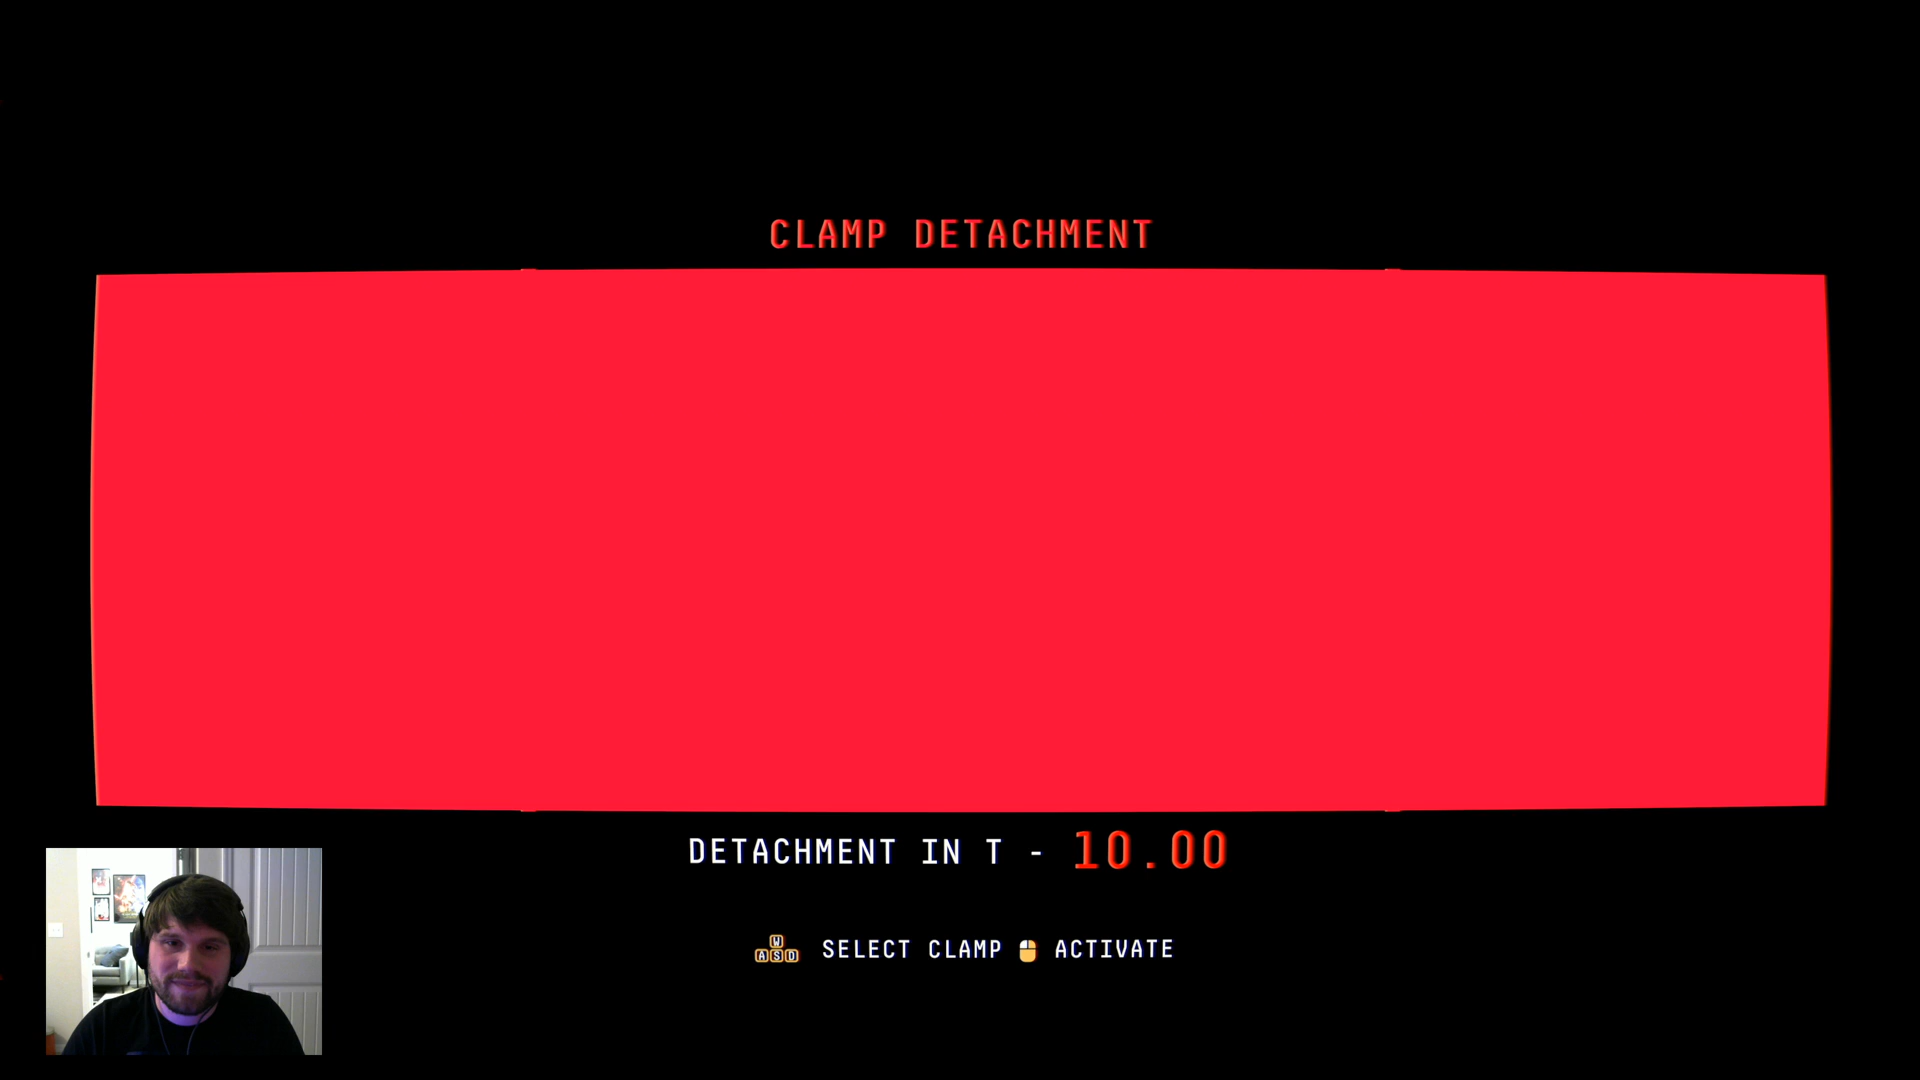 CLAMP DETACHMENT
DETACHMENT IN T - 10.00
W
A S D SELECT CLAMP ACTIVATE